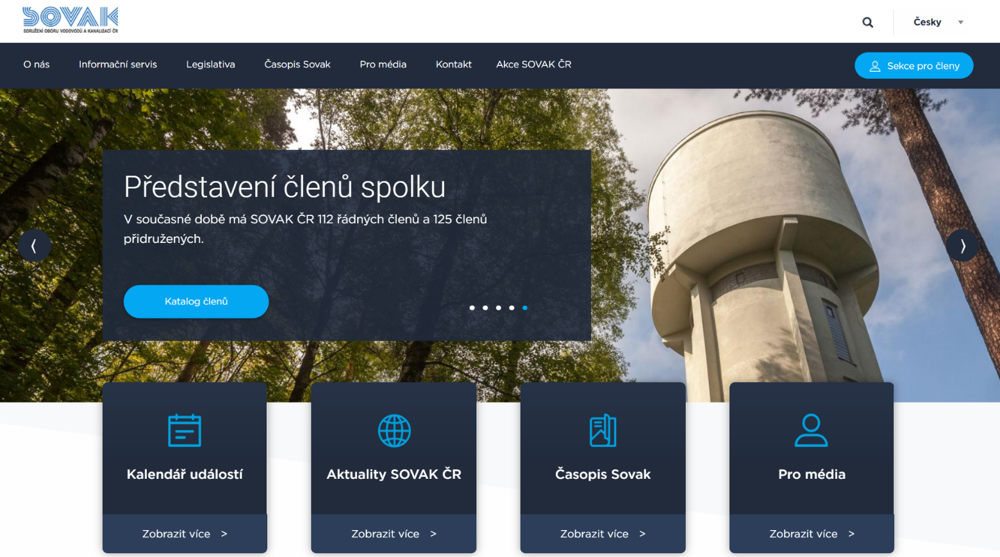 SOVAK
SDRUŽENÍ OBORU VODOVODŮ A KANALIZACÍ ČR
Česky
O nás
Informační servis
Legislativa
Časopis Sovak
Pro média
Kontakt
Akce SOVAK ČR
Sekce pro členy
Představení členů spolku
V současné době má SOVAK ČR 112 řádných členů a 125 členů
přidružených.
Katalog členů
Kalendář událostí
Zobrazit více >
Aktuality SOVAK ČR
Zobrazit více >
Časopis Sovak
Zobrazit více >
Pro média
Zobrazit více >